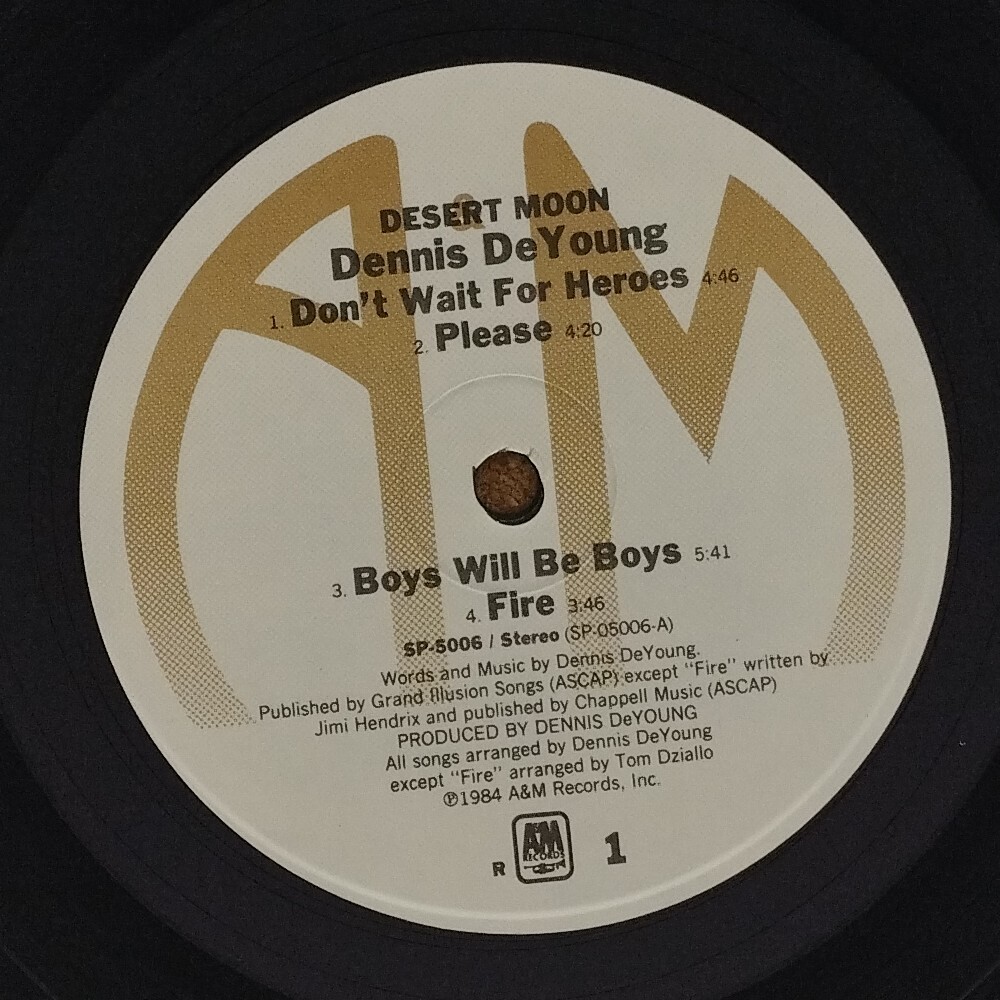 DESERT MOON
Dennis DeYoung
1. Don't Wait For Heroes 4:46
2. Please 4:20
3. Boys Will Be Boys 5:41
4. Fire 3:46
SP-5006 / Stereo (SP-05006-A)
Words and Music by Dennis DeYoung.
Published by Grand Illusion Songs (ASCAP) except "Fire" written by
Jimi Hendrix and published by Chappell Music (ASCAP)
PRODUCED BY DENNIS DeYOUNG
All songs arranged by Dennis DeYoung
except "Fire" arranged by Tom Dziallo
℗1984 A&M Records, Inc.
R A&M RECORDS 1